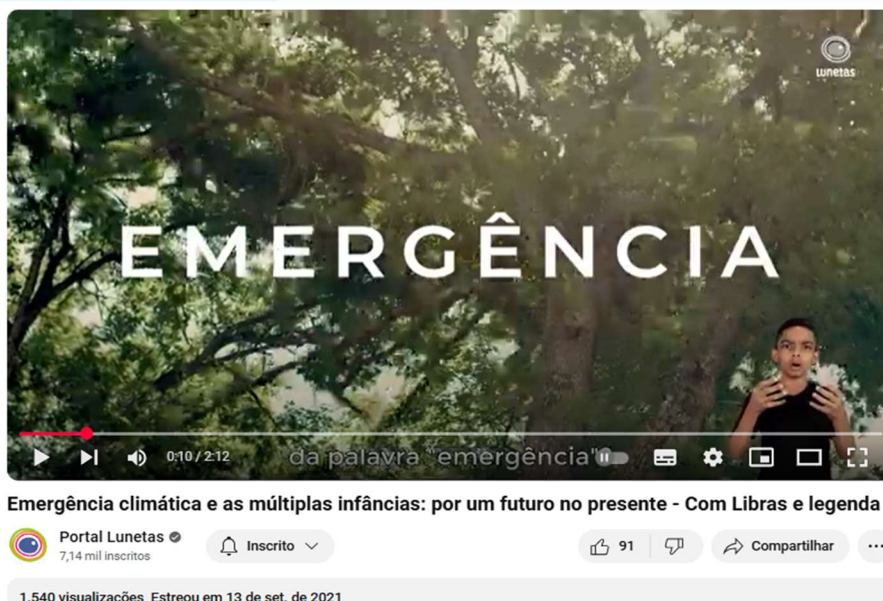 lunetas
EMERGÊNCIA
0:10 / 2:12
da palavra "emergência"
Emergência climática e as múltiplas infâncias: por um futuro no presente - Com Libras e legenda
Portal Lunetas
7,14 mil inscritos
Inscrito
91
Compartilhar
1.540 visualizações Estreou em 13 de set. de 2021